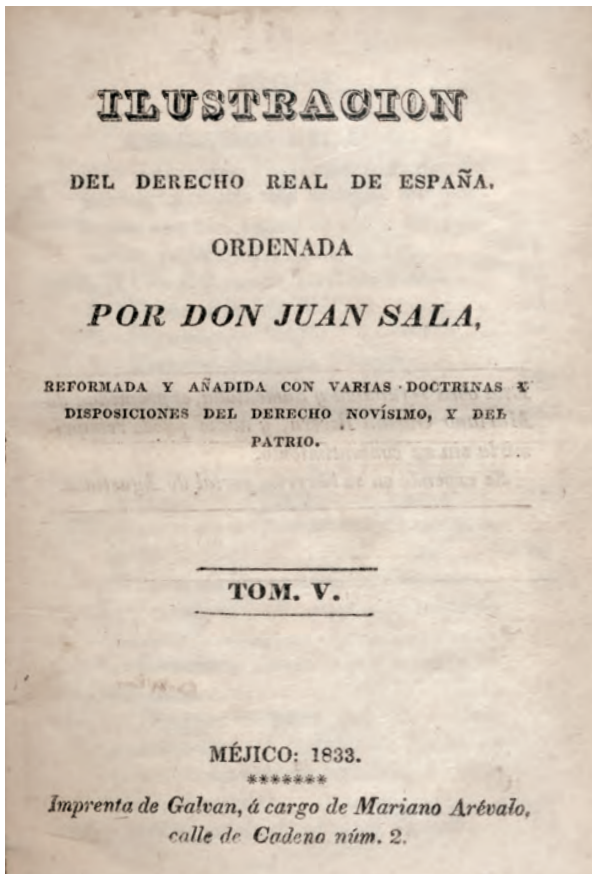 ILUSTRACION
DEL DERECHO REAL DE ESPAÑA.
ORDENADA
POR DON JUAN SALA,
REFORMADA Y AÑADIDA CON VARIAS DOCTRINAS Y
DISPOSICIONES DEL DERECHO NOVÍSIMO, Y DEL
PATRIO.
TOM. V.
MÉJICO: 1833.
*******
Imprenta de Galvan, á cargo de Mariano Arévalo,
calle de Cadena núm. 2.